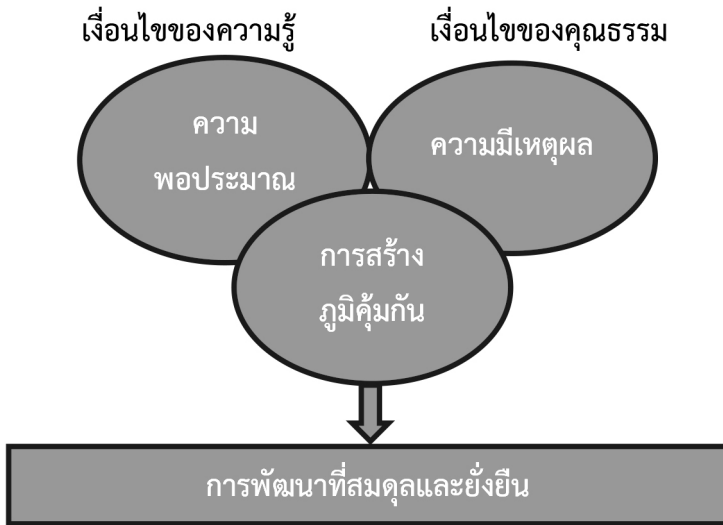 เงื่อนไขของความรู้
เงื่อนไขของคุณธรรม
ความ
พอประมาณ
ความมีเหตุผล
การสร้าง
ภูมิคุ้มกัน
การพัฒนาที่สมดุลและยั่งยืน